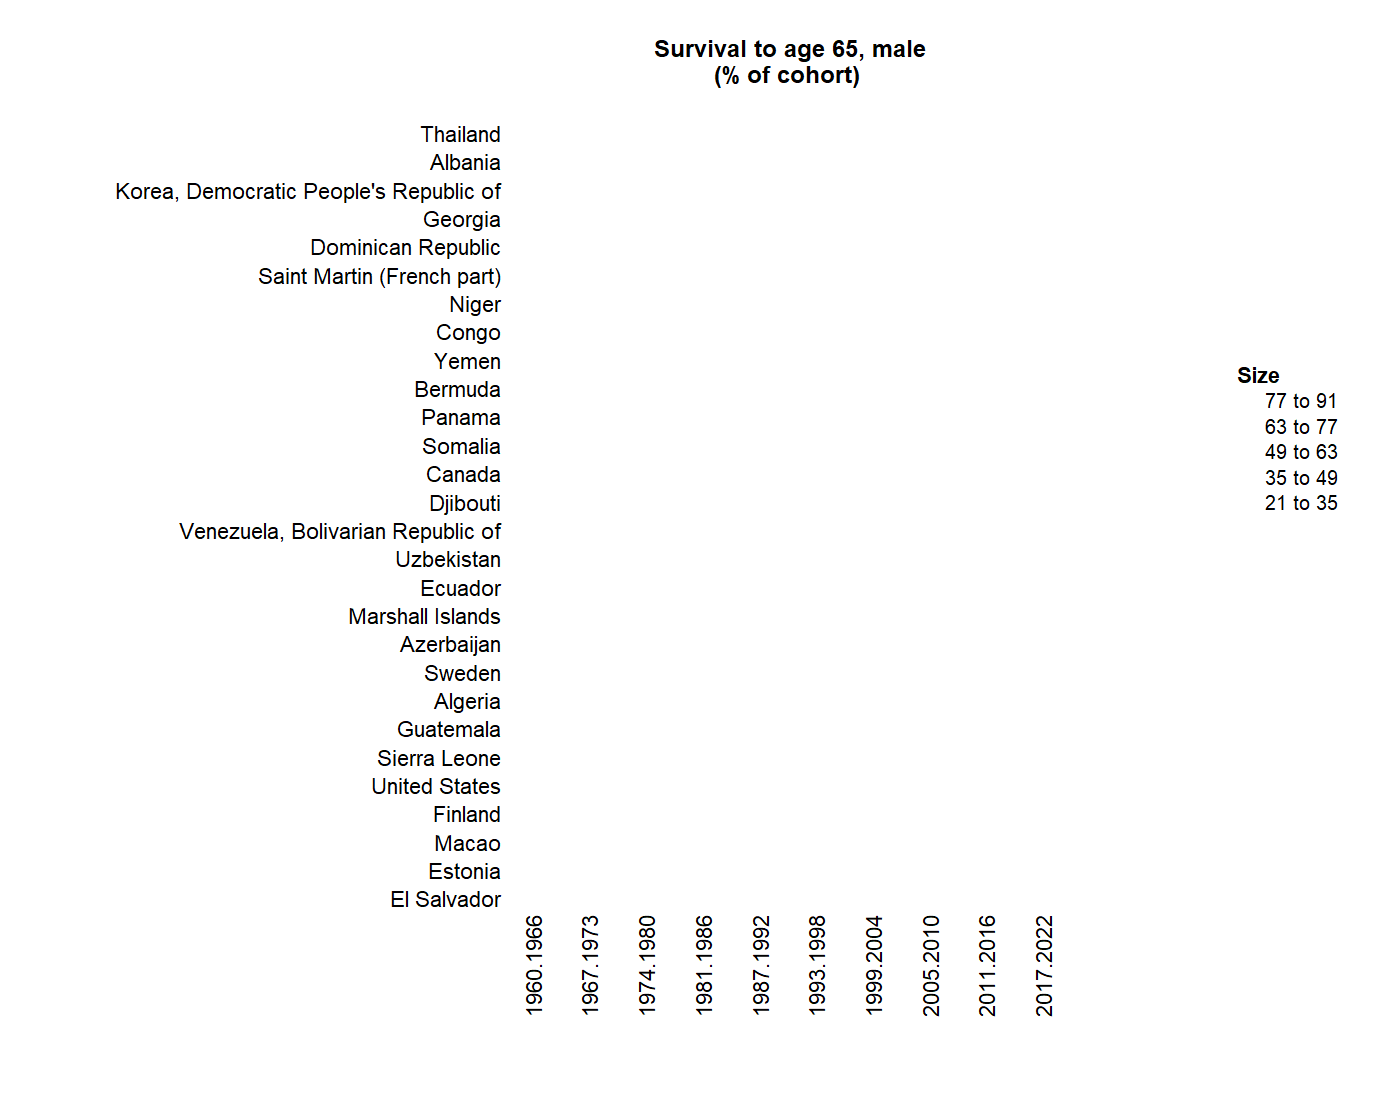 Survival to age 65, male
(% of cohort)
Thailand
Albania
Korea, Democratic People's Republic of
Georgia
Dominican Republic
Saint Martin (French part)
Niger
Congo
Yemen
Bermuda
Panama
Somalia
Canada
Djibouti
Venezuela, Bolivarian Republic of
Uzbekistan
Ecuador
Marshall Islands
Azerbaijan
Sweden
Algeria
Guatemala
Sierra Leone
United States
Finland
Macao
Estonia
El Salvador
1960.1966
1967.1973
1974.1980
1981.1986
1987.1992
1993.1998
1999.2004
2005.2010
2011.2016
2017.2022
Size
77 to 91
63 to 77
49 to 63
35 to 49
21 to 35